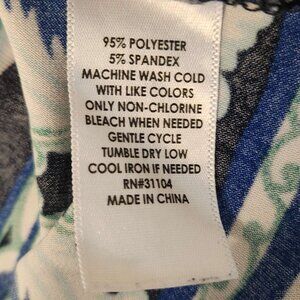 95% POLYESTER
5% SPANDEX
MACHINE WASH COLD
WITH LIKE COLORS
ONLY NON-CHLORINE
BLEACH WHEN NEEDED
GENTLE CYCLE
TUMBLE DRY LOW
COOL IRON IF NEEDED
RN#31104
MADE IN CHINA